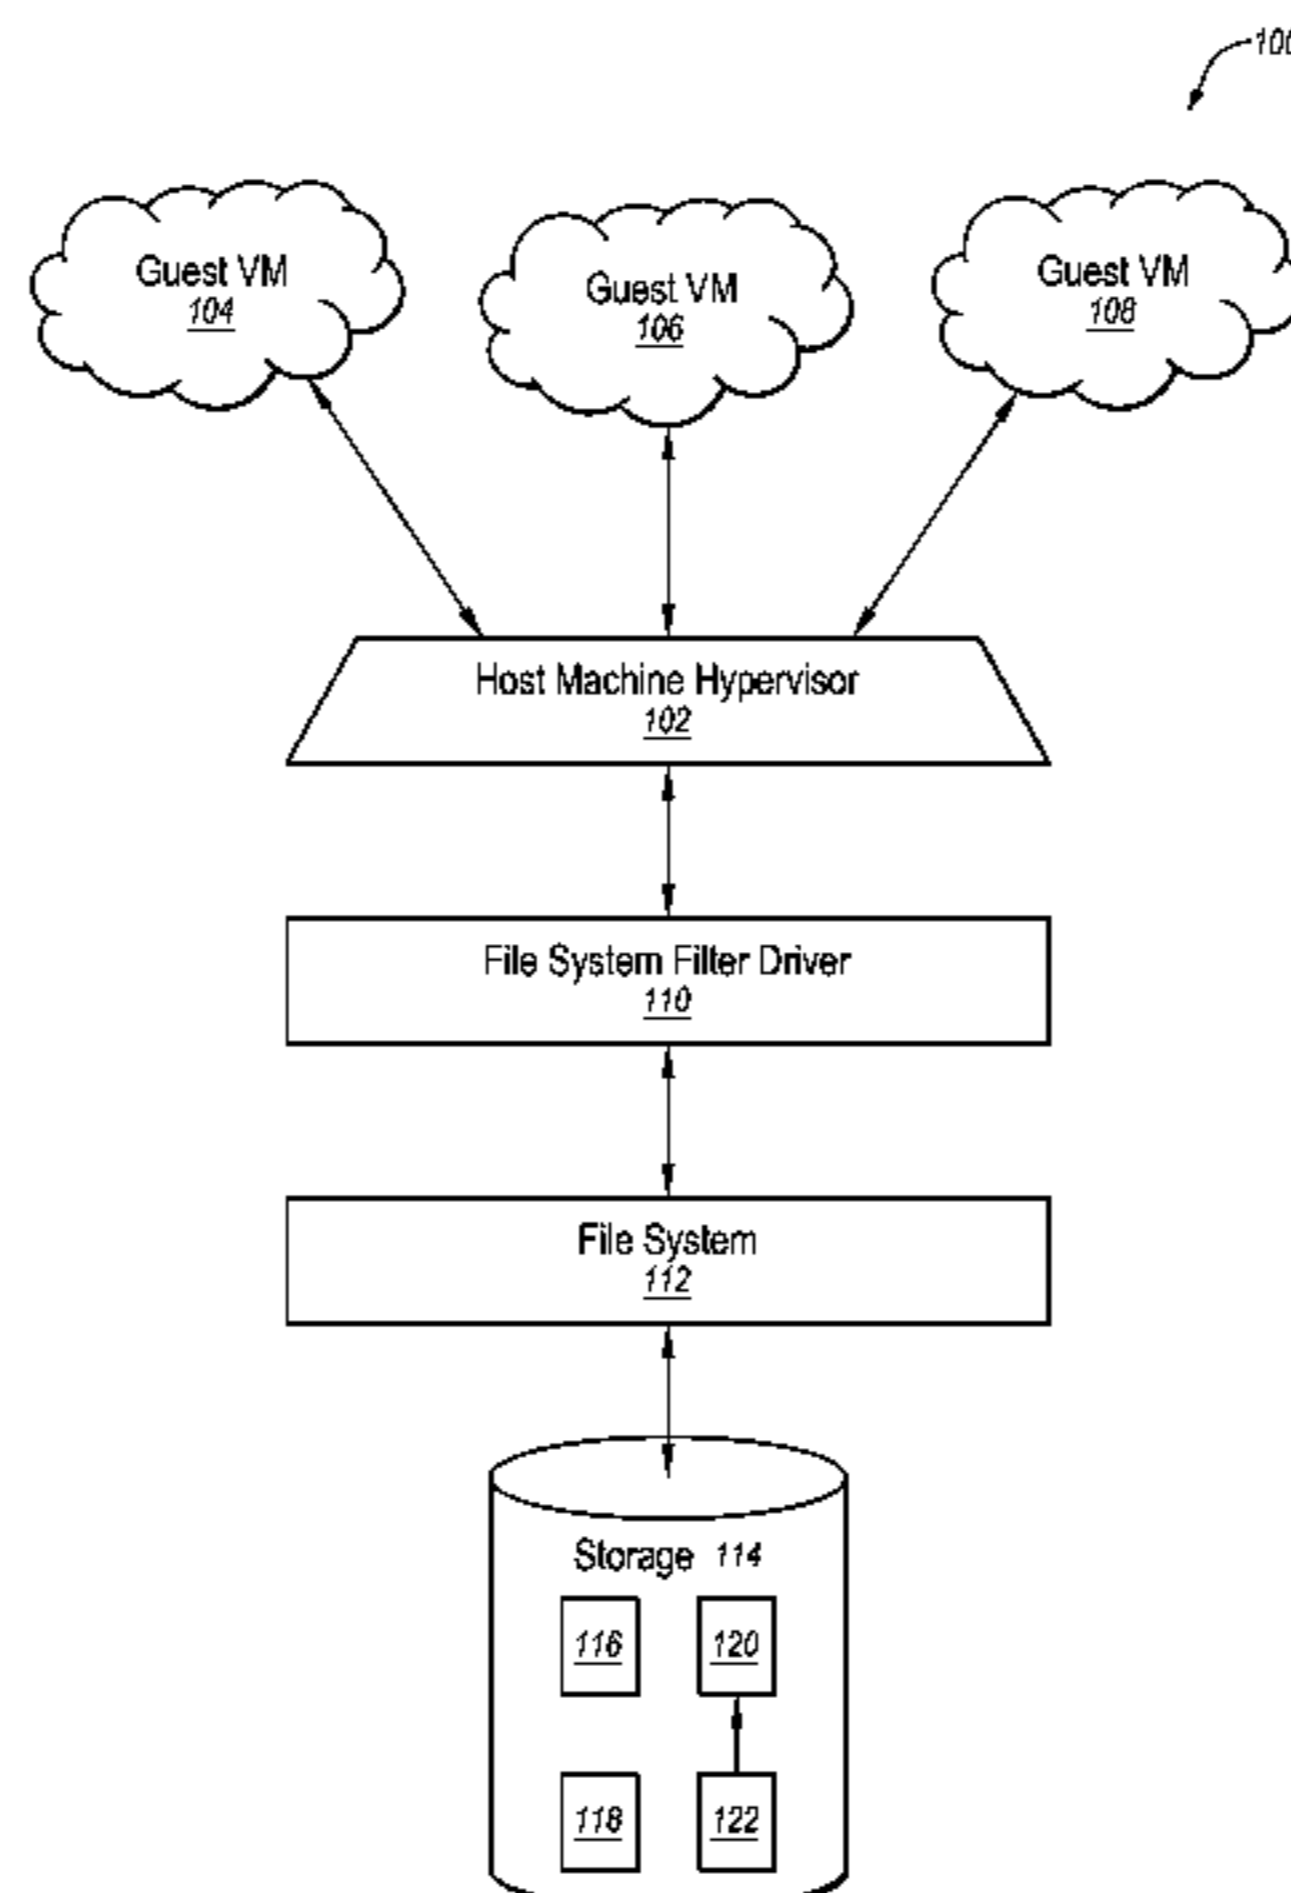 100
Guest VM
104
Guest VM
106
Guest VM
108
Host Machine Hypervisor
102
File System Filter Driver
110
File System
112
Storage 114
116
120
118
122